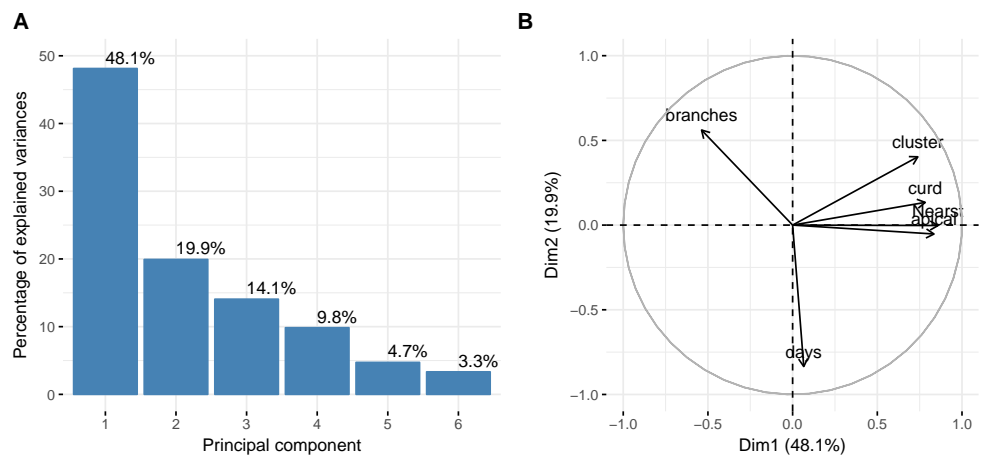 A
Percentage of explained variances
50
40
30
20
10
0
48.1%
19.9%
14.1%
9.8%
4.7%
3.3%
1 2 3 4 5 6
Principal component
B
Dim2 (19.9%)
1.0
0.5
0.0
−0.5
−1.0
branches
cluster
curd
apical
days
−1.0 −0.5 0.0 0.5 1.0
Dim1 (48.1%)